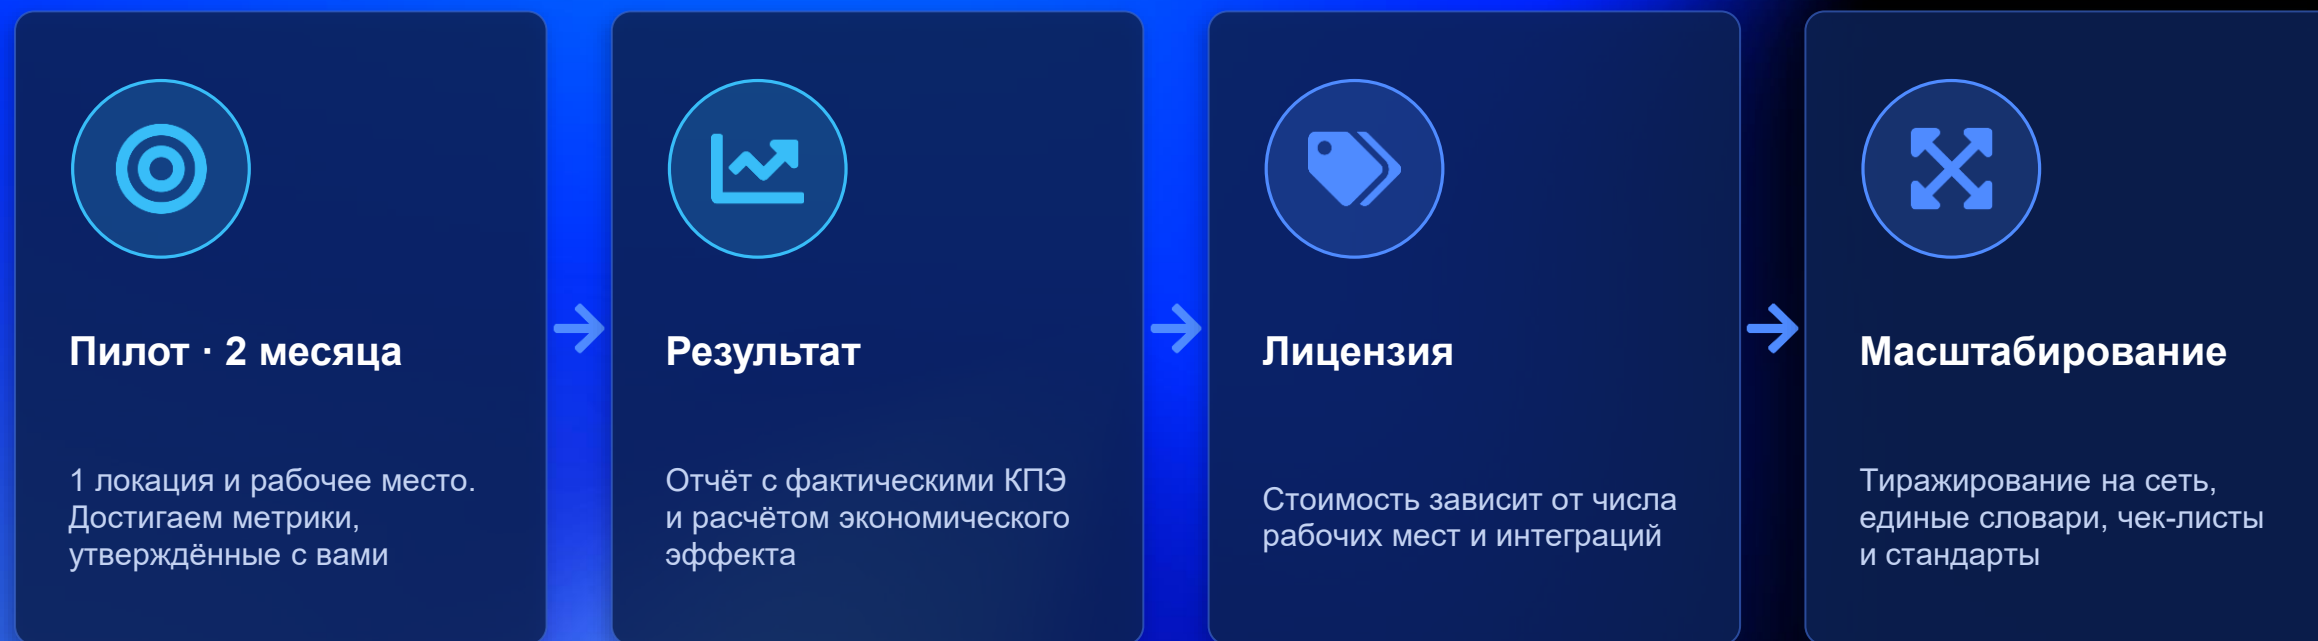 Пилот · 2 месяца
1 локация и рабочее место.
Достигаем метрики,
утверждённые с вами
Результат
Отчёт с фактическими КПЭ
и расчётом экономического
эффекта
Лицензия
Стоимость зависит от числа
рабочих мест и интеграций
Масштабирование
Тиражирование на сеть,
единые словари, чек-листы
и стандарты